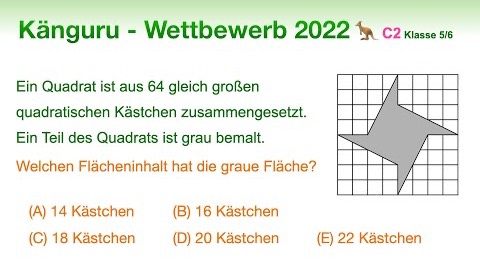 Känguru - Wettbewerb 2022 🦘 C2 Klasse 5/6
Ein Quadrat ist aus 64 gleich großen
quadratischen Kästchen zusammengesetzt.
Ein Teil des Quadrats ist grau bemalt.
Welchen Flächeninhalt hat die graue Fläche?
(A) 14 Kästchen (B) 16 Kästchen
(C) 18 Kästchen (D) 20 Kästchen (E) 22 Kästchen